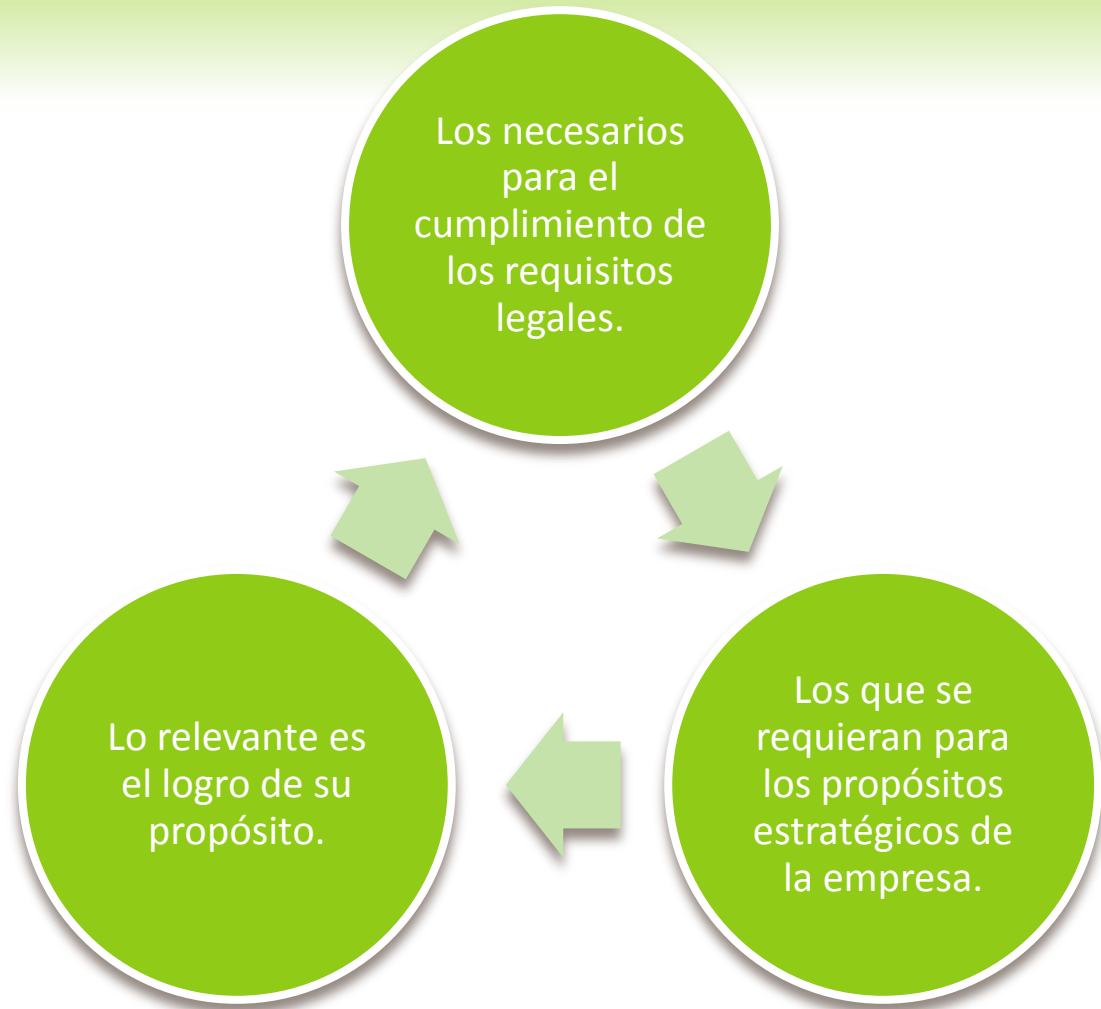 Los necesarios
para el
cumplimiento de
los requisitos
legales.
Los que se
requieran para
los propósitos
estratégicos de
la empresa.
Lo relevante es
el logro de su
propósito.